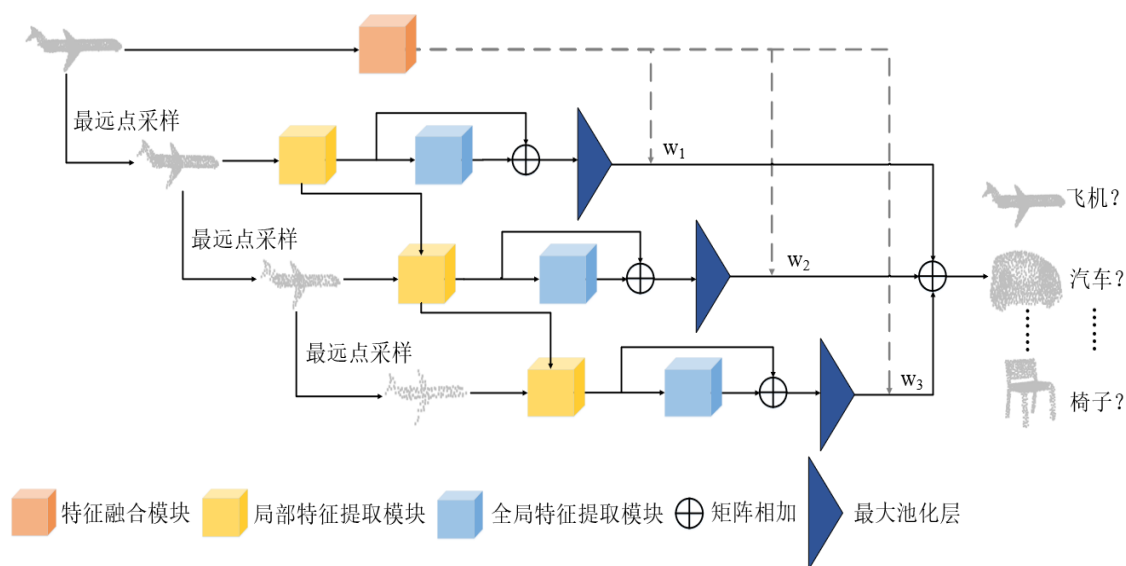 最远点采样
w1
飞机？
最远点采样
w2
汽车？
最远点采样
w3
椅子？
特征融合模块
局部特征提取模块
全局特征提取模块
矩阵相加
最大池化层